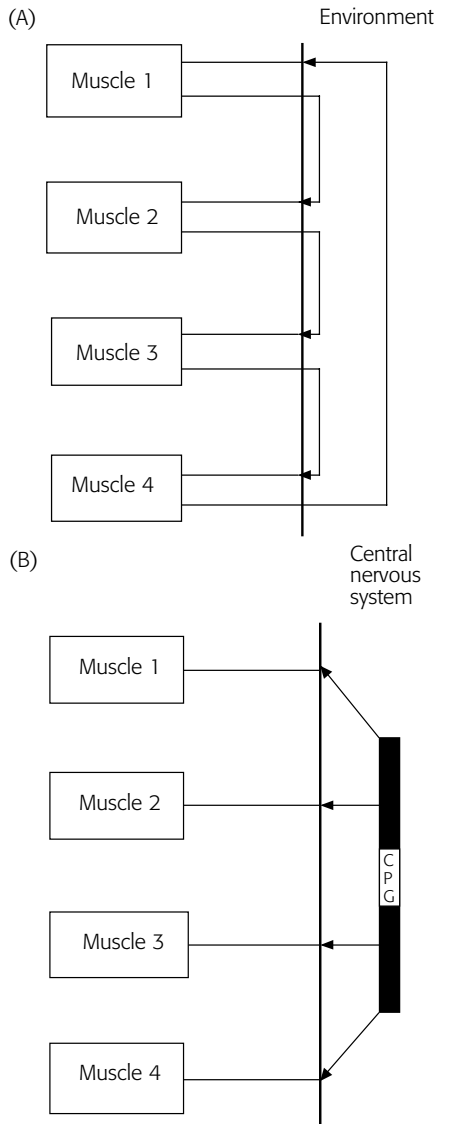 (A)
Environment
Muscle 1
Muscle 2
Muscle 3
Muscle 4
(B)
Central
nervous
system
Muscle 1
Muscle 2
C
P
G
Muscle 3
Muscle 4